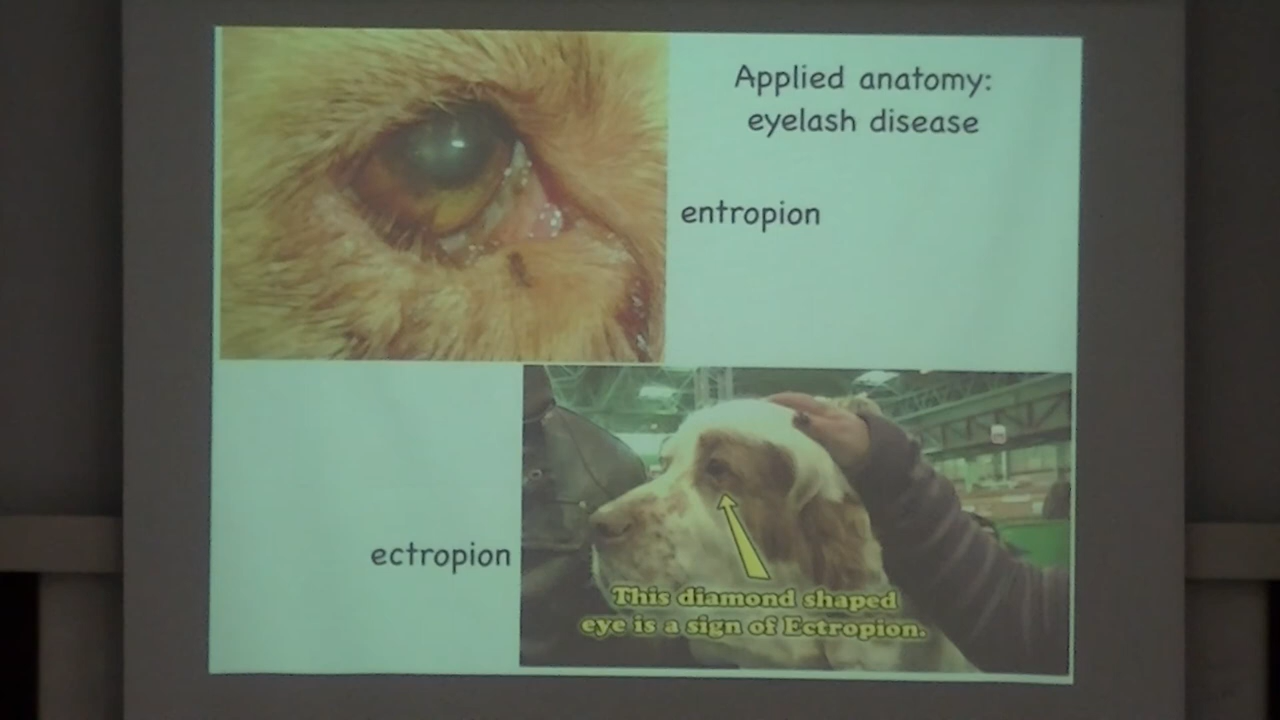 Applied anatomy:
eyelash disease
entropion
ectropion
This diamond shaped
eye is a sign of Ectropion.